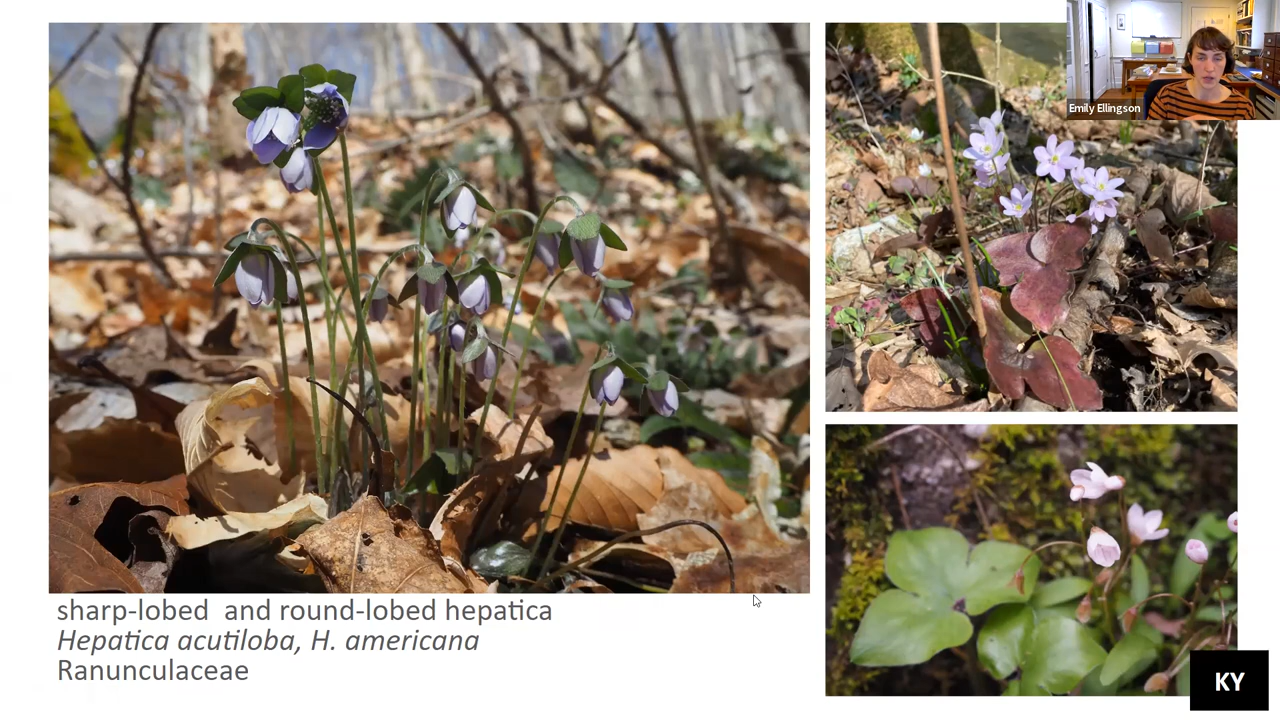 Emily Ellingson
sharp-lobed and round-lobed hepatica
Hepatica acutiloba, H. americana
Ranunculaceae
KY